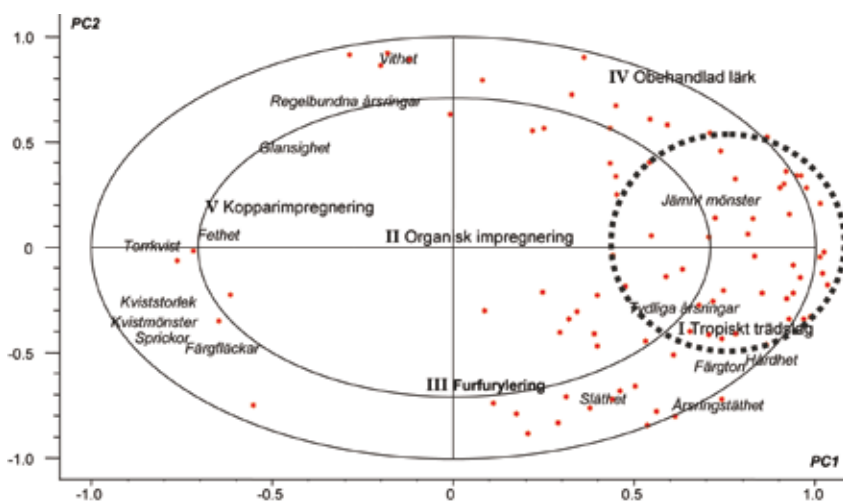 PC2
1.0
Vithet
IV Obehandlad lärk
Regelbundna årsringar
0.5
Glansighet
Jämnt mönster
V Kopparimpregnering
Fethet
II Organisk impregnering
Torrkvist
0
Kviststorlek
Kvistmönster
Tydliga årsringar
Sprickor
I Tropiskt trädslag
Färgfläckar
-0.5
Hårdhet
Färgton
III Furfurylering
Släthet
Årsringstäthet
-1.0
PC1
-1.0 -0.5 0 0.5 1.0